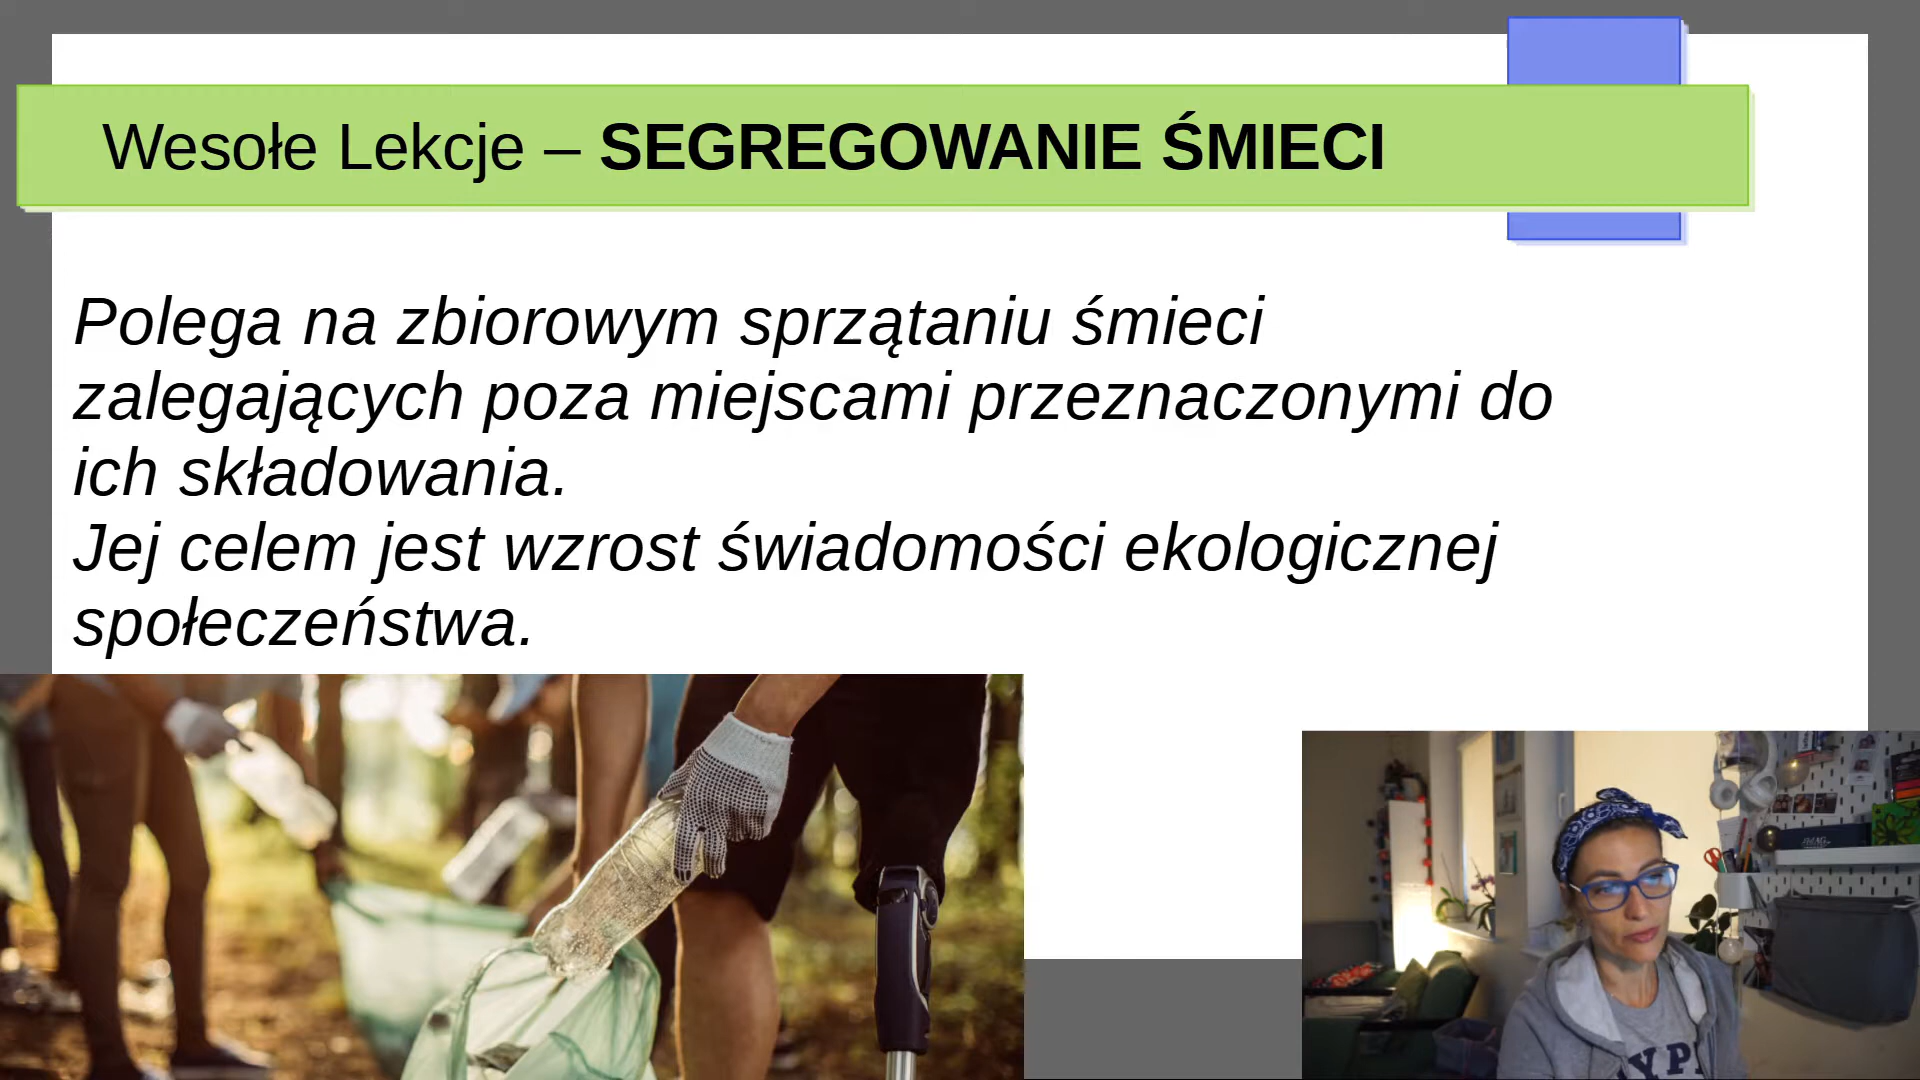 Wesołe Lekcje – SEGREGOWANIE ŚMIECI
Polega na zbiorowym sprzątaniu śmieci
zalegających poza miejscami przeznaczonymi do
ich składowania.
Jej celem jest wzrost świadomości ekologicznej
społeczeństwa.